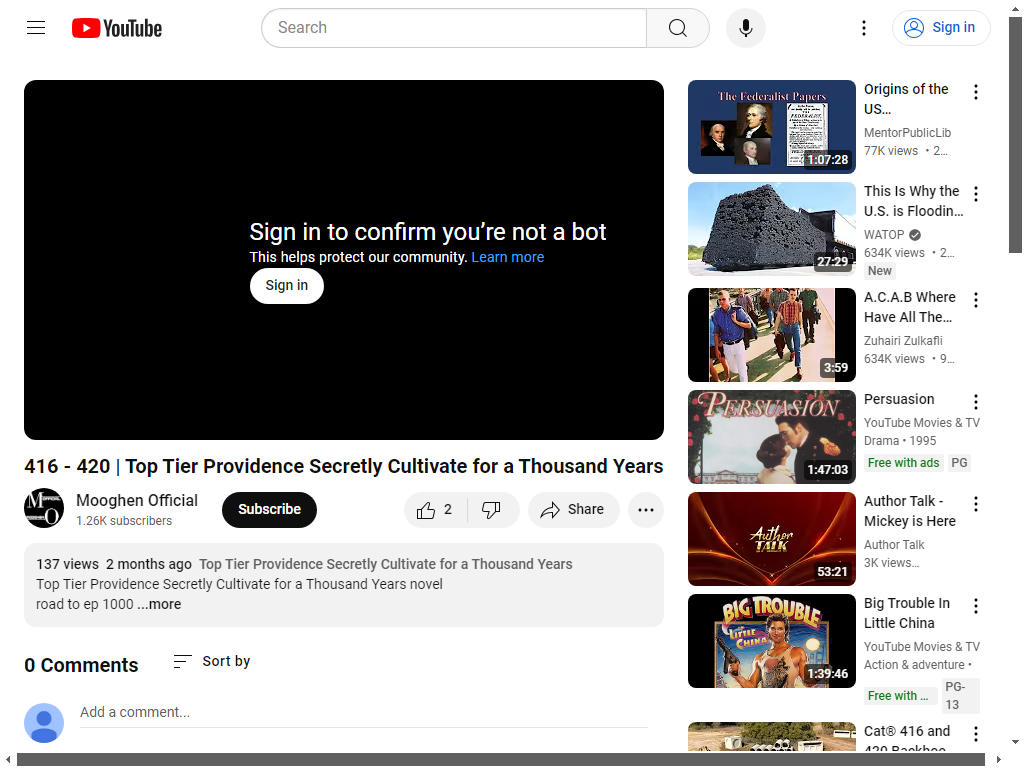 YouTube
Search
Sign in
Sign in to confirm you’re not a bot
This helps protect our community. Learn more
Sign in
416 - 420 | Top Tier Providence Secretly Cultivate for a Thousand Years
Mooghen Official
1.26K subscribers
Subscribe
2
Share
137 views 2 months ago Top Tier Providence Secretly Cultivate for a Thousand Years
Top Tier Providence Secretly Cultivate for a Thousand Years novel
road to ep 1000 ...more
0 Comments
Sort by
Add a comment...
The Federalist Papers
1:07:28
Origins of the
US…
MentorPublicLib
77K views • 2…
27:29
This Is Why the
U.S. is Floodin…
WATOP
634K views • 2…
New
3:59
A.C.A.B Where
Have All The…
Zuhairi Zulkafli
634K views • 9…
PERSUASION
1:47:03
Persuasion
YouTube Movies & TV
Drama • 1995
Free with ads PG
Author
TALK
53:21
Author Talk -
Mickey is Here
Author Talk
3K views…
BIG TROUBLE
IN LITTLE
CHINA
1:39:46
Big Trouble In
Little China
YouTube Movies & TV
Action & adventure •
Free with …
PG-
13
Cat® 416 and
420 Backhoe